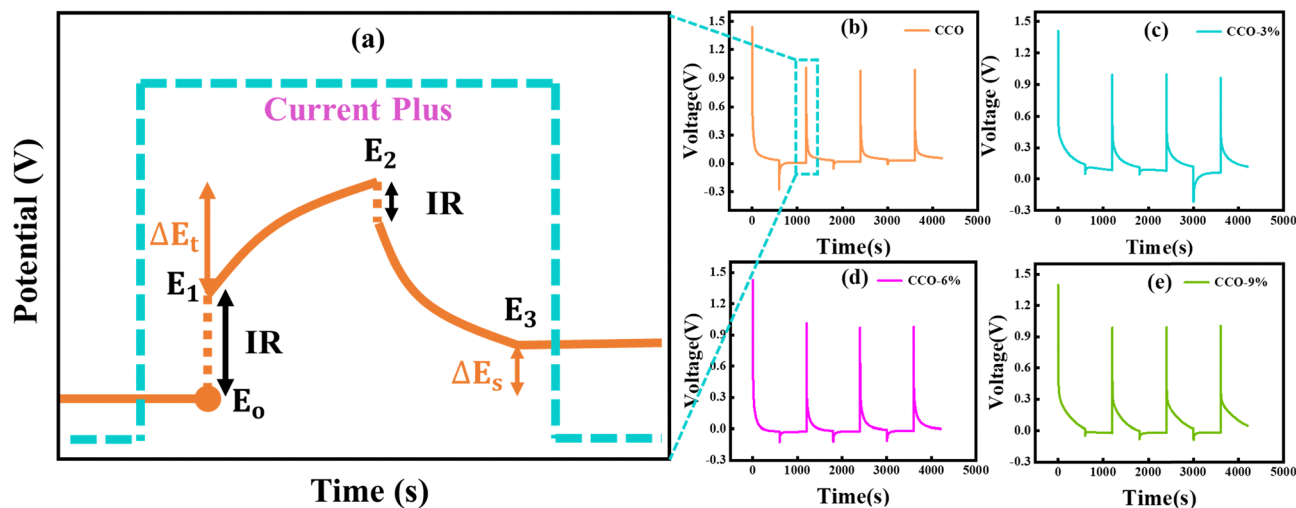 (a)
Current Plus
E₂
IR
ΔEₜ
E₁
IR
E₃
ΔEₛ
Eₒ
Potential (V)
Time (s)
(b)
CCO
1.5
1.2
0.9
0.6
0.3
0.0
-0.3
Voltage(V)
0 1000 2000 3000 4000 5000
Time(s)
(c)
CCO-3%
1.5
1.2
0.9
0.6
0.3
0.0
-0.3
Voltage (V)
0 1000 2000 3000 4000 5000
Time(s)
(d)
CCO-6%
1.5
1.2
0.9
0.6
0.3
0.0
-0.3
Voltage(V)
0 1000 2000 3000 4000 5000
Time(s)
(e)
CCO-9%
1.5
1.2
0.9
0.6
0.3
0.0
-0.3
Voltage(V)
0 1000 2000 3000 4000 5000
Time(s)